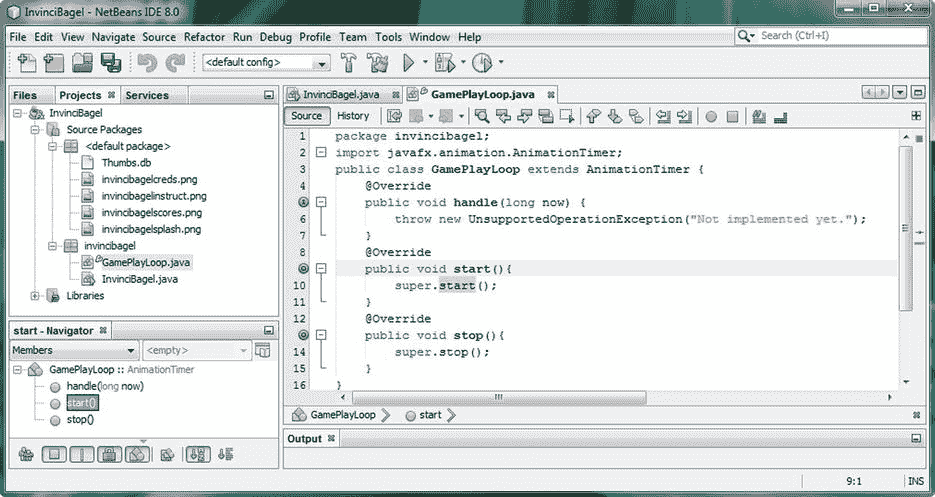 InvinciBagel - NetBeans IDE 8.0
File Edit View Navigate Source Refactor Run Debug Profile Team Tools Window Help
Search (Ctrl+I)
<default config>
Files Projects Services
InvinciBagel
Source Packages
<default package>
Thumbs.db
invincibagelcreds.png
invincibagelinstruct.png
invincibagelscores.png
invincibagelsplash.png
invincibagel
GamePlayLoop.java
InvinciBagel.java
Libraries
start - Navigator
Members <empty>
GamePlayLoop :: AnimationTimer
handle(long now)
start()
stop()
InvinciBagel.java GamePlayLoop.java
Source History
1 package invincibagel;
2 import javafx.animation.AnimationTimer;
3 public class GamePlayLoop extends AnimationTimer {
4 @Override
public void handle(long now) {
6 throw new UnsupportedOperationException("Not implemented yet.");
7 }
8 @Override
public void start(){
10 super.start();
11 }
12 @Override
public void stop(){
14 super.stop();
15 }
16 }
GamePlayLoop start
Output
9:1 INS